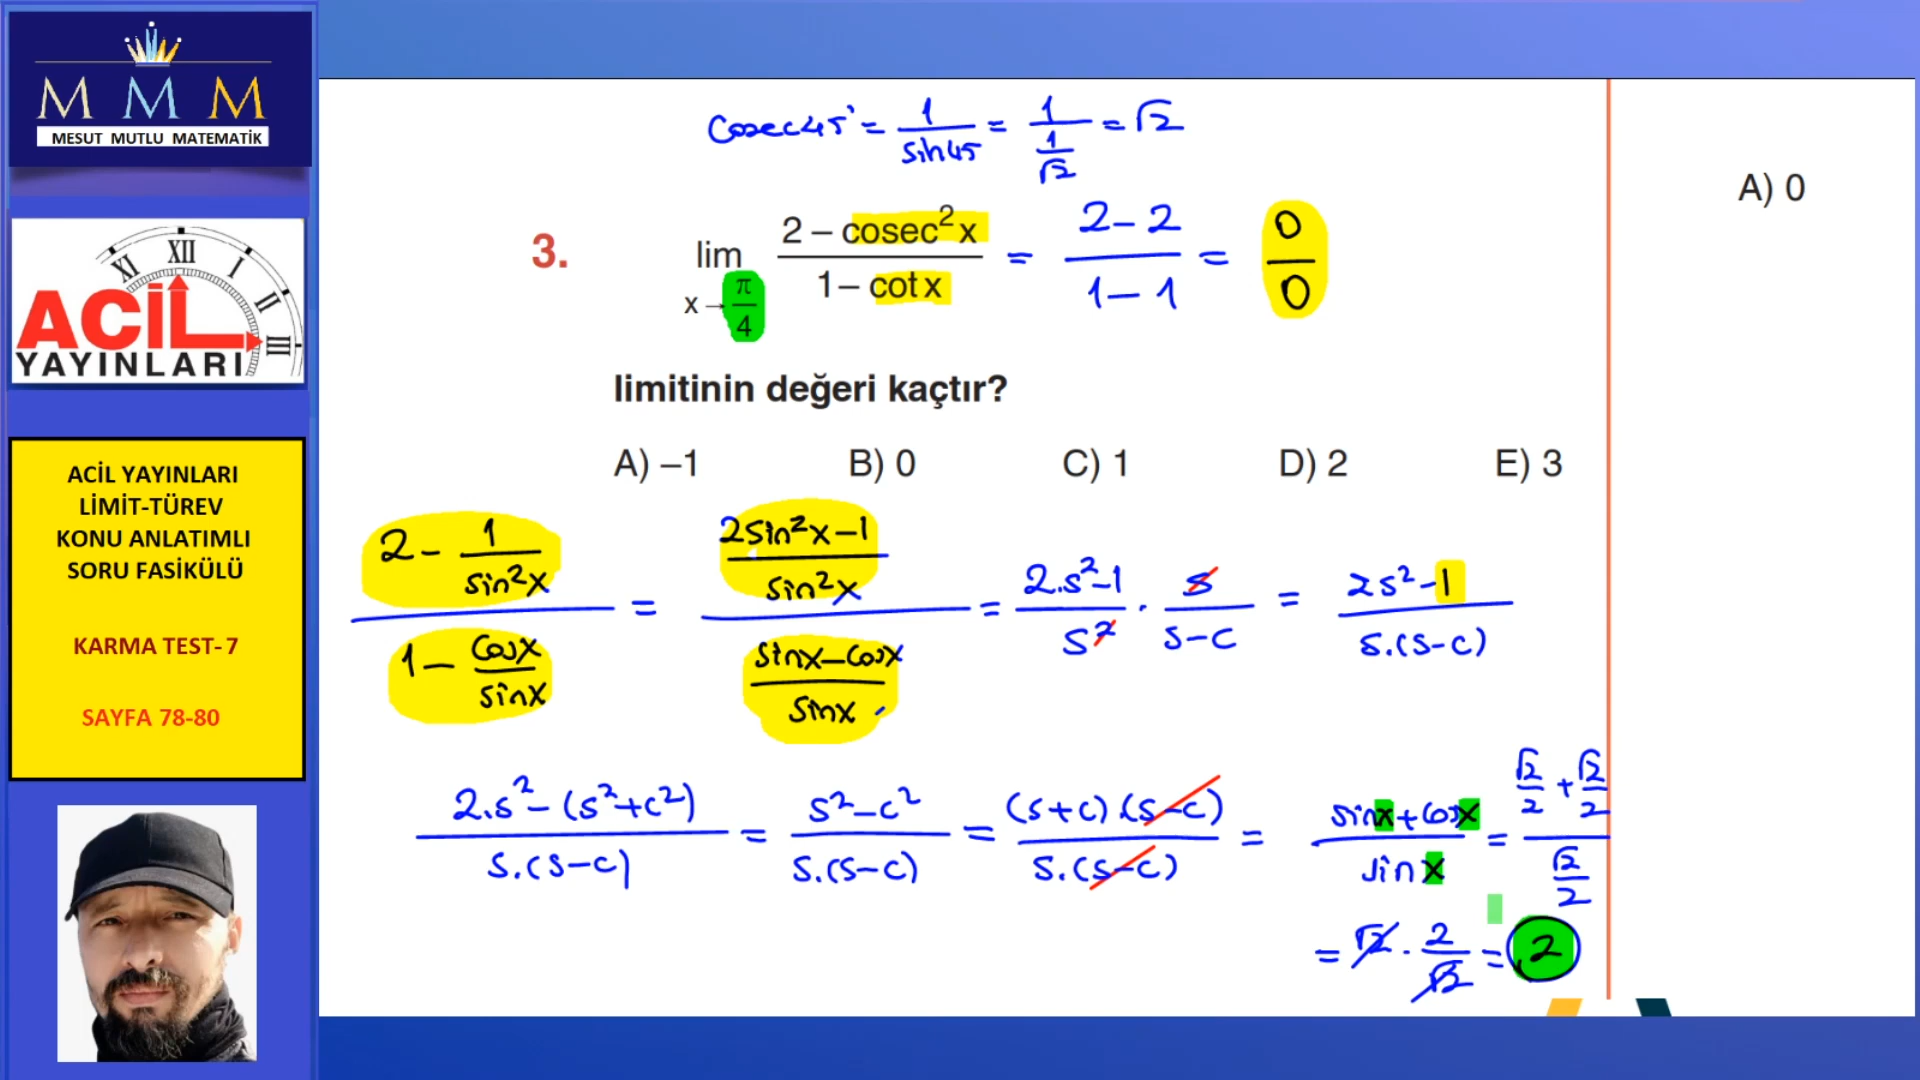 M M M
MESUT MUTLU MATEMATİK
XI XII I II III
ACİL
YAYINLARI
ACİL YAYINLARI
LİMİT-TÜREV
KONU ANLATIMLI
SORU FASİKÜLÜ
KARMA TEST- 7
SAYFA 78-80
Cosec45° = 1/sin45 = 1/(1/√2) = √2
3. lim x→π/4 (2 – cosec²x)/(1– cotx) = (2-2)/(1-1) = 0/0
limitinin değeri kaçtır?
A) –1 B) 0 C) 1 D) 2 E) 3
(2 - 1/sin²x)/(1 - cosx/sinx) = ((2sin²x-1)/sin²x)/((sinx-cosx)/sinx) = (2.s²-1)/s² . s/(s-c) = (2s²-1)/(s.(s-c))
(2.s²-(s²+c²))/(s.(s-c)) = (s²-c²)/(s.(s-c)) = ((s+c)(s-c))/(s.(s-c)) = (sinx+cosx)/sinx = (√2/2+√2/2)/(√2/2)
= √2 . 2/√2 = 2
A) 0